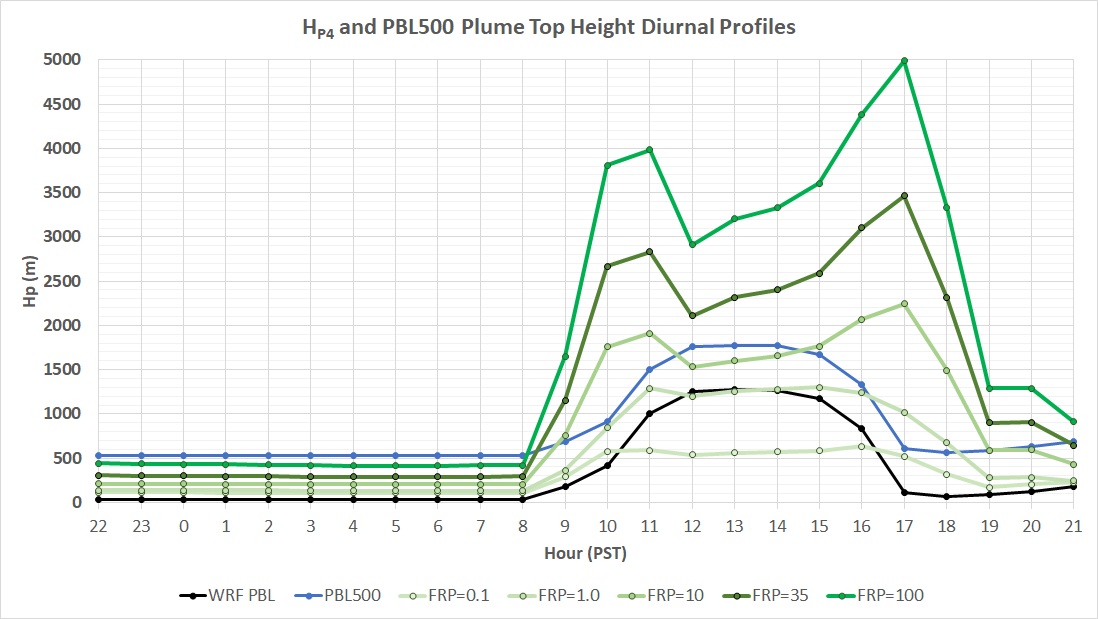 H_P4 and PBL500 Plume Top Height Diurnal Profiles
5000
4500
4000
3500
3000
2500
2000
1500
1000
500
0
Hp (m)
22 23 0 1 2 3 4 5 6 7 8 9 10 11 12 13 14 15 16 17 18 19 20 21
Hour (PST)
WRF PBL PBL500 FRP=0.1 FRP=1.0 FRP=10 FRP=35 FRP=100